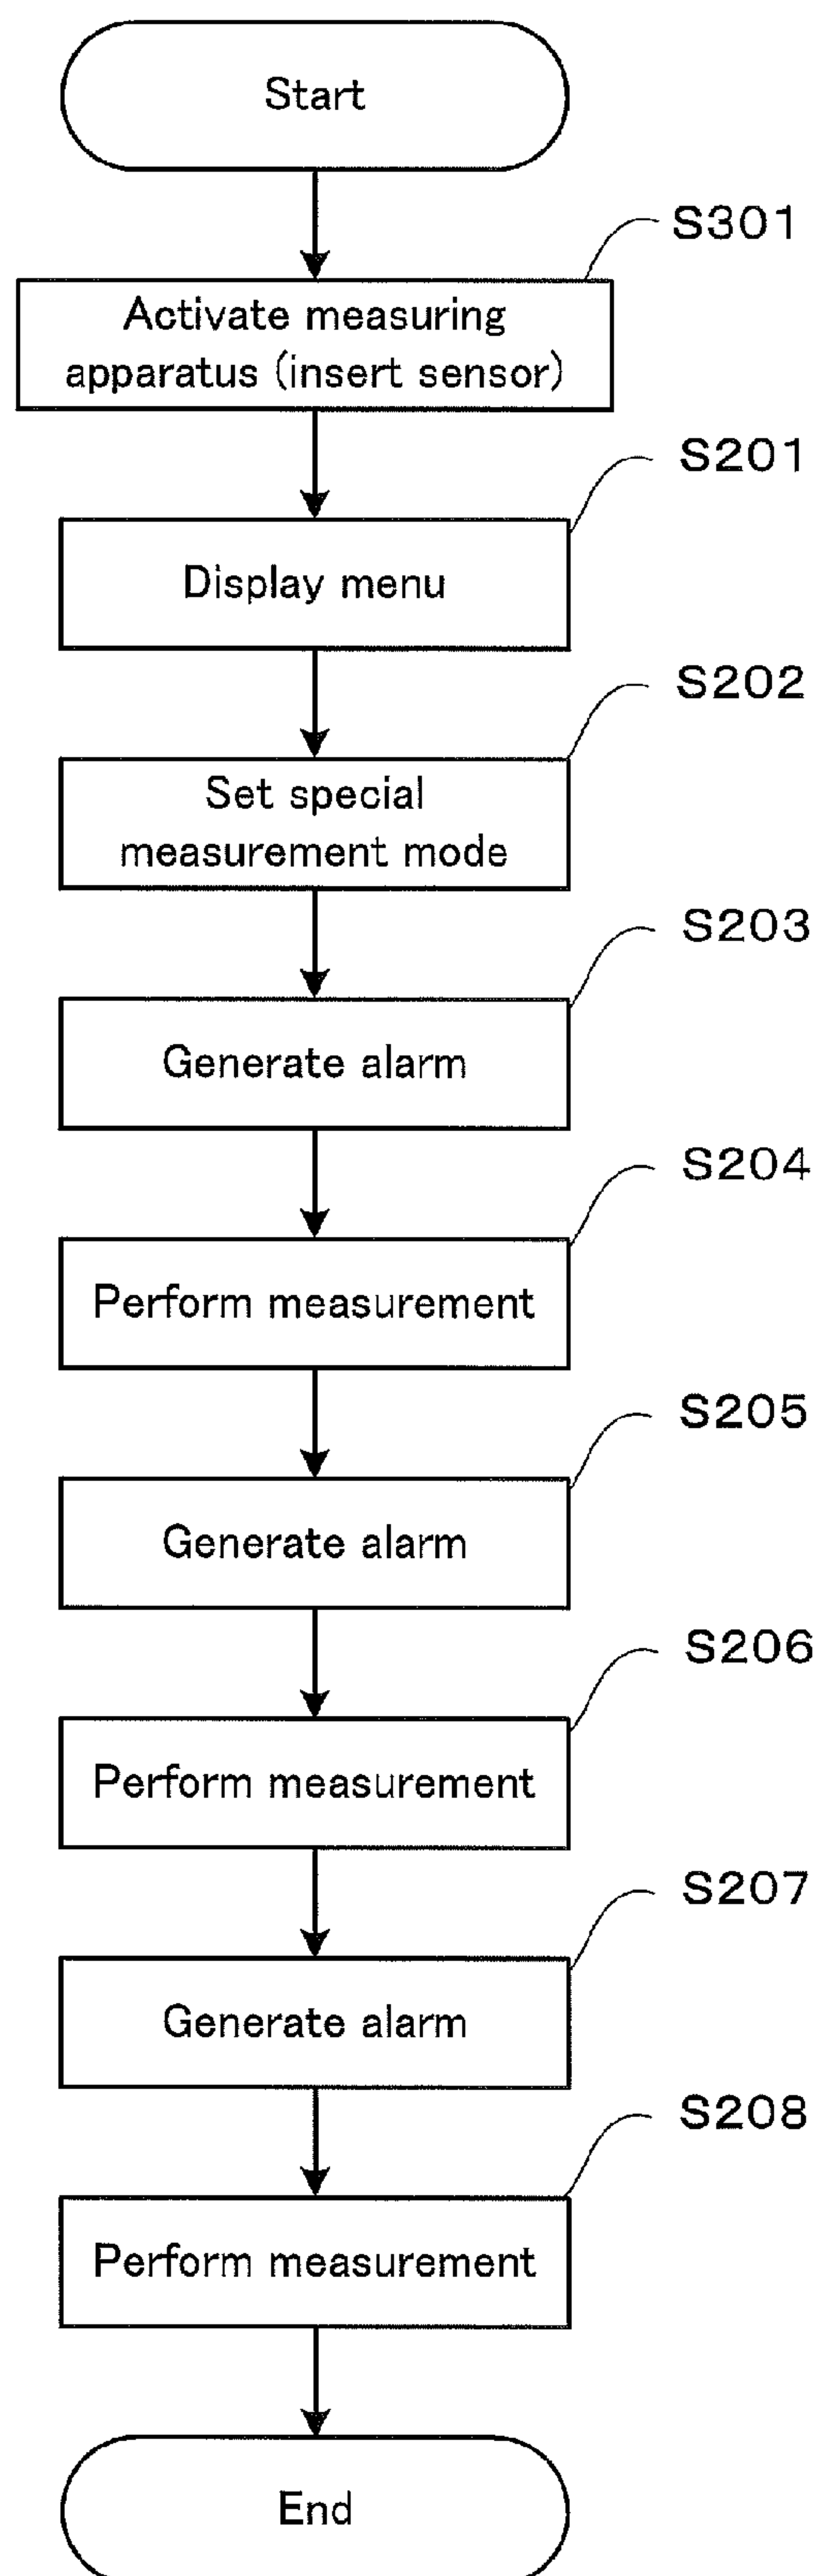 Start
S301
Activate measuring
apparatus (insert sensor)
S201
Display menu
S202
Set special
measurement mode
S203
Generate alarm
S204
Perform measurement
S205
Generate alarm
S206
Perform measurement
S207
Generate alarm
S208
Perform measurement
End